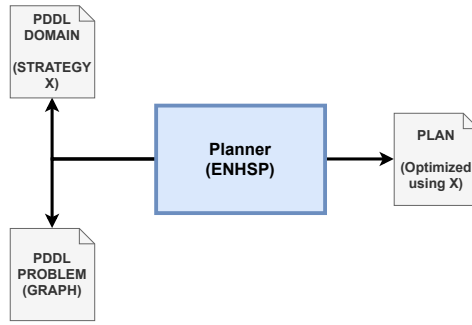 PDDL
DOMAIN
(STRATEGY
X)
Planner
(ENHSP)
PLAN
(Optimized
using X)
PDDL
PROBLEM
(GRAPH)